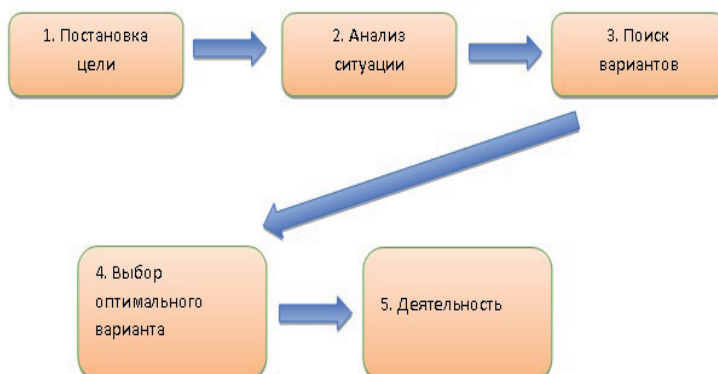 1. Постановка
цели
2. Анализ
ситуации
3. Поиск
вариантов
4. Выбор
оптимального
варианта
5. Деятельность